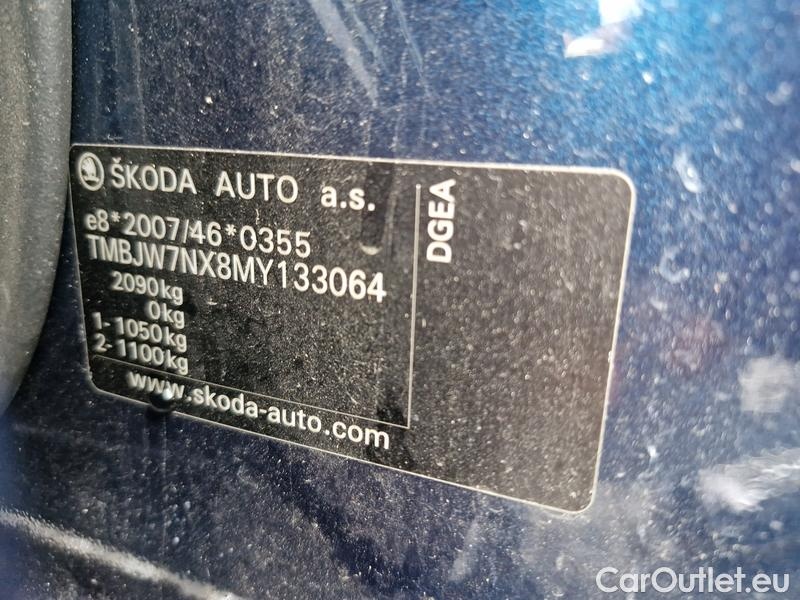 ŠKODA AUTO a.s.
e8*2007/46*0355
TMBJW7NX8MY133064
2090kg
0kg
1-1050kg
2-1100kg
www.skoda-auto.com
DGEA
CarOutlet.eu